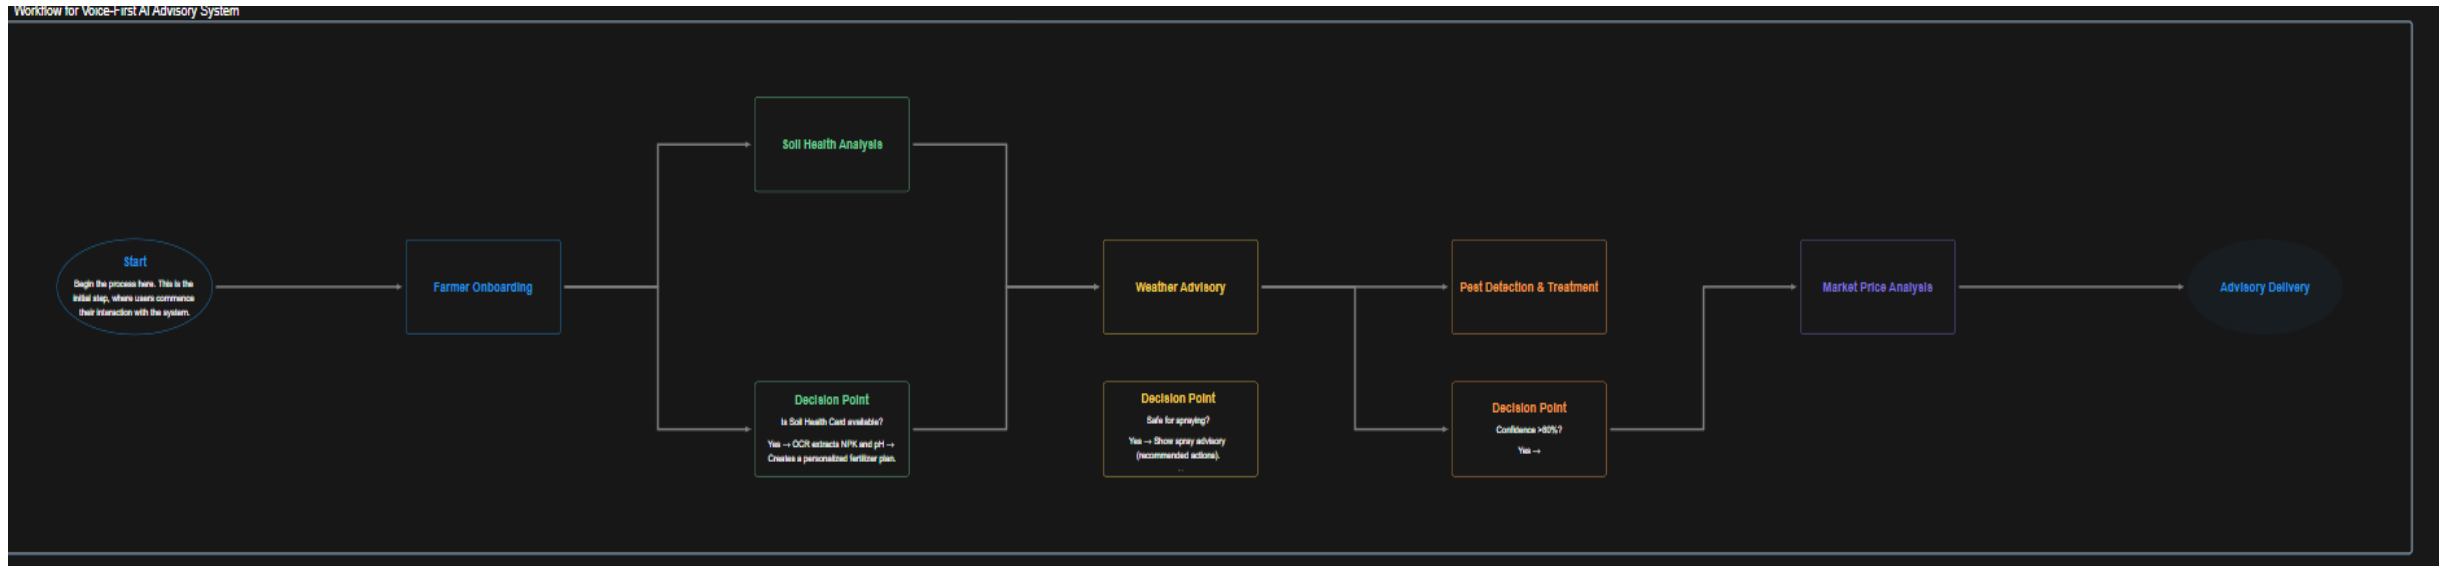 Workflow for Voice-First AI Advisory System
Start
Begin the process here. This is the
initial step, where users commence
their interaction with the system.
Farmer Onboarding
Soil Health Analysis
Decision Point
Is Soil Health Card available?
Yes → OCR extracts NPK and pH →
Creates a personalized fertilizer plan.
Weather Advisory
Decision Point
Safe for spraying?
Yes → Show spray advisory
(recommended actions).
Pest Detection & Treatment
Decision Point
Confidence >80%?
Yes →
Market Price Analysis
Advisory Delivery